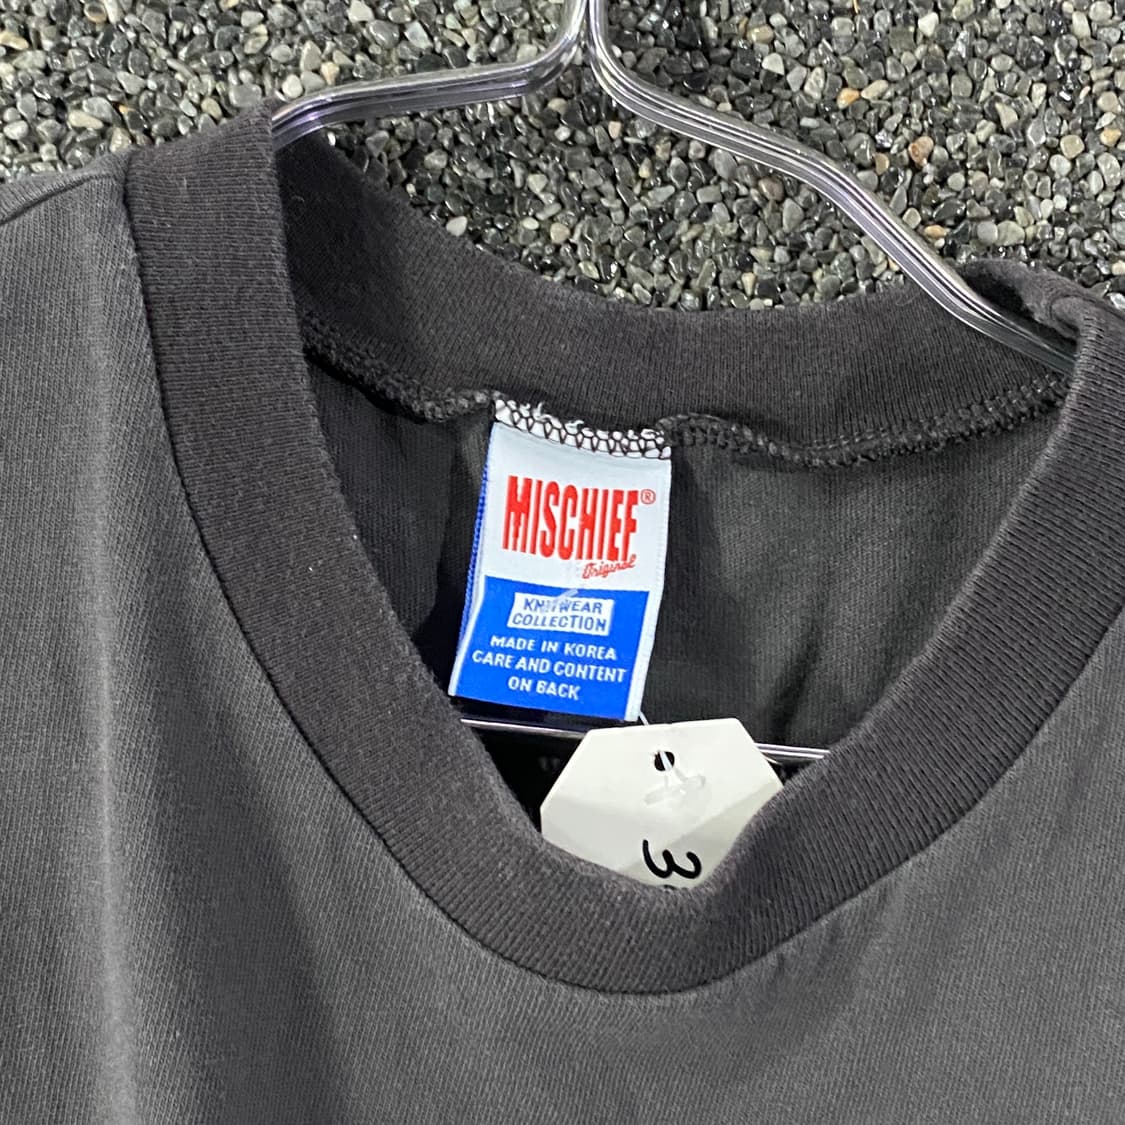 MISCHIEF®
Original
KNITWEAR
COLLECTION
MADE IN KOREA
CARE AND CONTENT
ON BACK